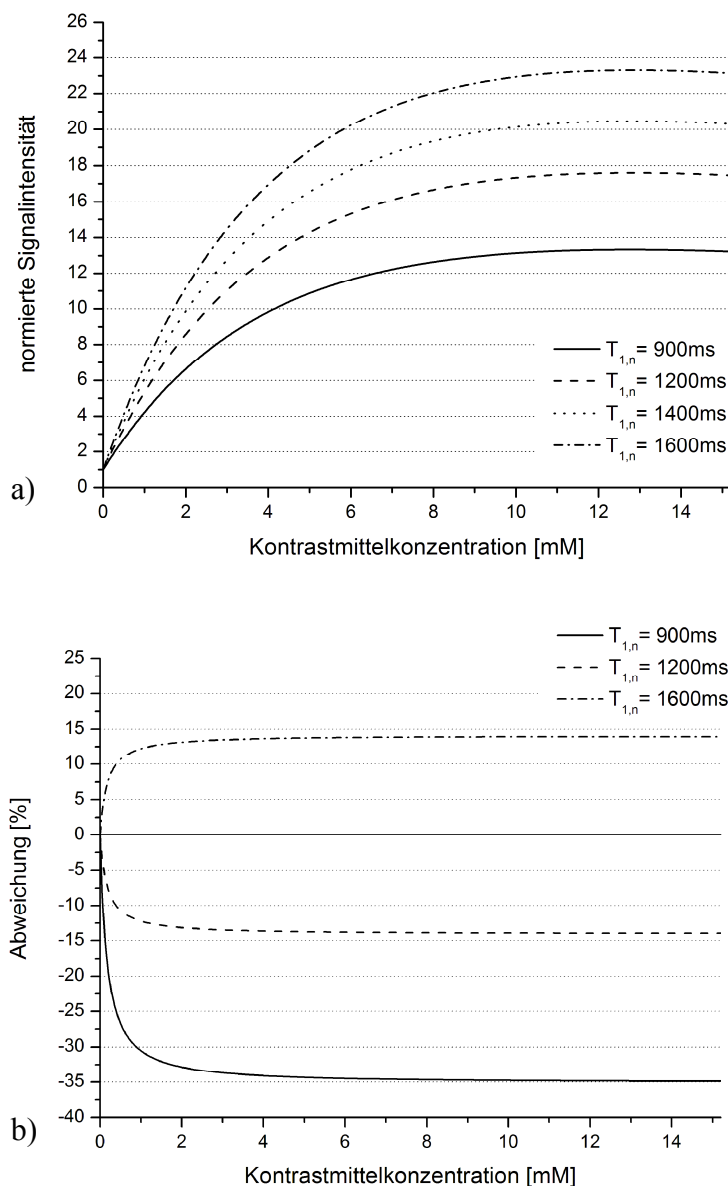 26
24
22
20
18
16
14
12
10
8
6
4
2
0
normierte Signalintensität
T1,n= 900ms
T1,n= 1200ms
T1,n= 1400ms
T1,n= 1600ms
0 2 4 6 8 10 12 14
a)
Kontrastmittelkonzentration [mM]
T1,n= 900ms
T1,n= 1200ms
T1,n= 1600ms
25
20
15
10
5
0
-5
-10
-15
-20
-25
-30
-35
-40
Abweichung [%]
b)
0 2 4 6 8 10 12 14
Kontrastmittelkonzentration [mM]